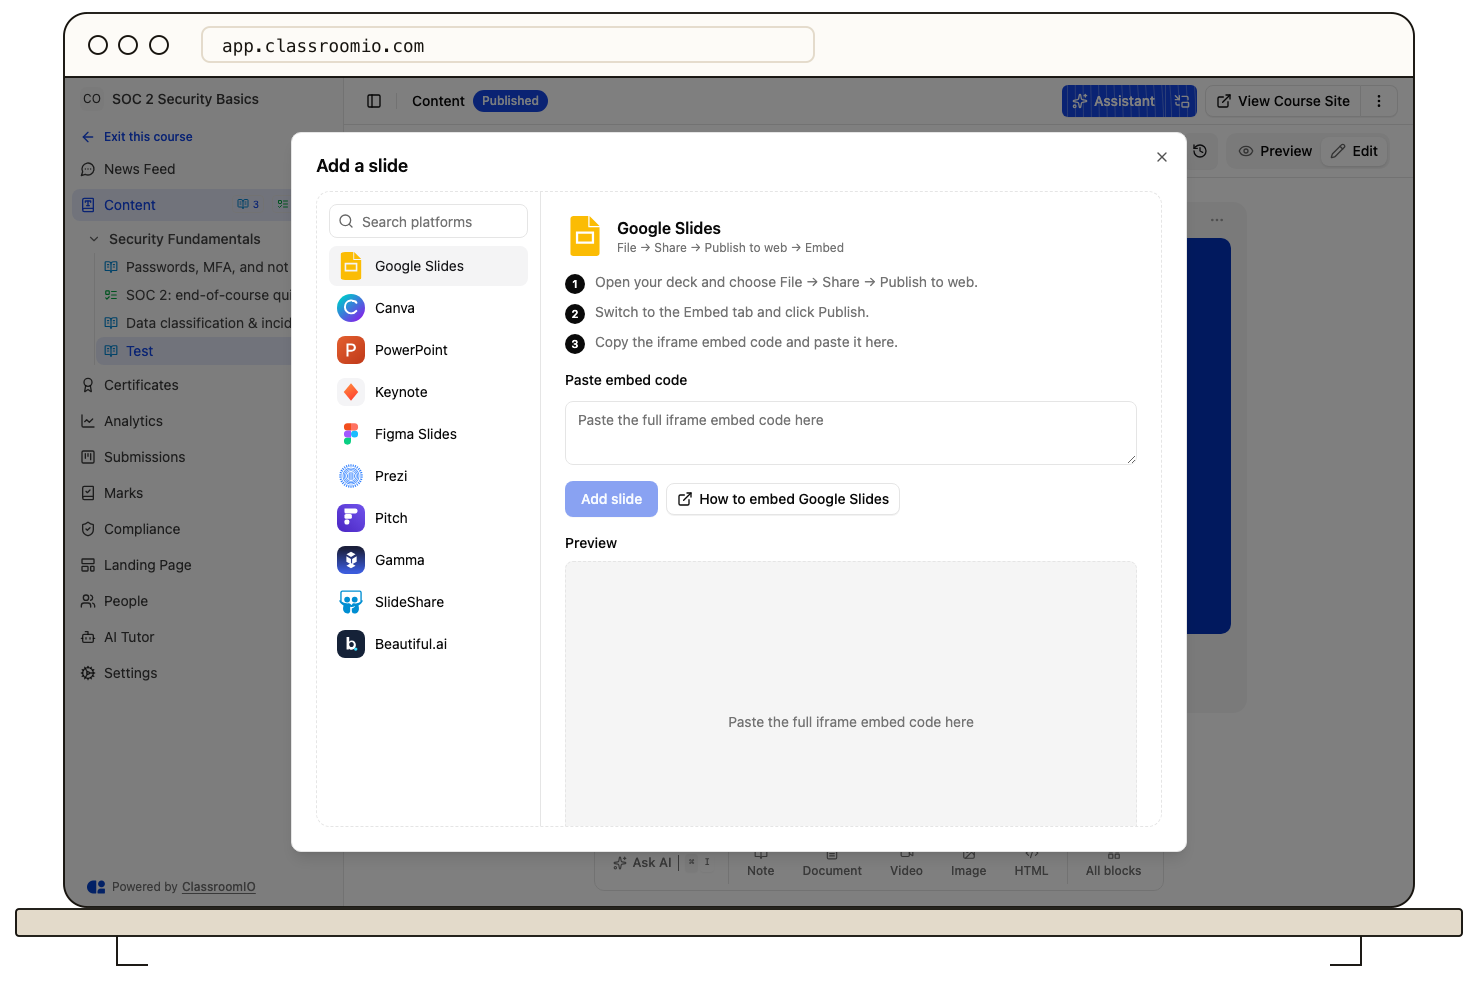 app.classroomio.com
CO SOC 2 Security Basics
Exit this course
News Feed
Content 3
Security Fundamentals
Passwords, MFA, and not
SOC 2: end-of-course qui
Data classification & incid
Test
Certificates
Analytics
Submissions
Marks
Compliance
Landing Page
People
AI Tutor
Settings
Powered by ClassroomIO
Content Published
Assistant
View Course Site
Preview
Edit
Add a slide
Search platforms
Google Slides
Canva
PowerPoint
Keynote
Figma Slides
Prezi
Pitch
Gamma
SlideShare
Beautiful.ai
Google Slides
File → Share → Publish to web → Embed
1 Open your deck and choose File → Share → Publish to web.
2 Switch to the Embed tab and click Publish.
3 Copy the iframe embed code and paste it here.
Paste embed code
Paste the full iframe embed code here
Add slide
How to embed Google Slides
Preview
Paste the full iframe embed code here
Ask AI ⌘ I
Note
Document
Video
Image
HTML
All blocks